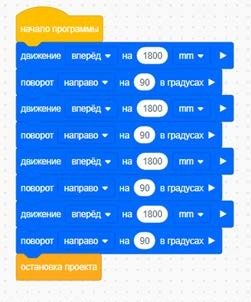 начало программы
движение вперёд на 1800 mm
поворот направо на 90 в градусах
движение вперёд на 1800 mm
поворот направо на 90 в градусах
движение вперёд на 1800 mm
поворот направо на 90 в градусах
движение вперёд на 1800 mm
поворот направо на 90 в градусах
остановка проекта